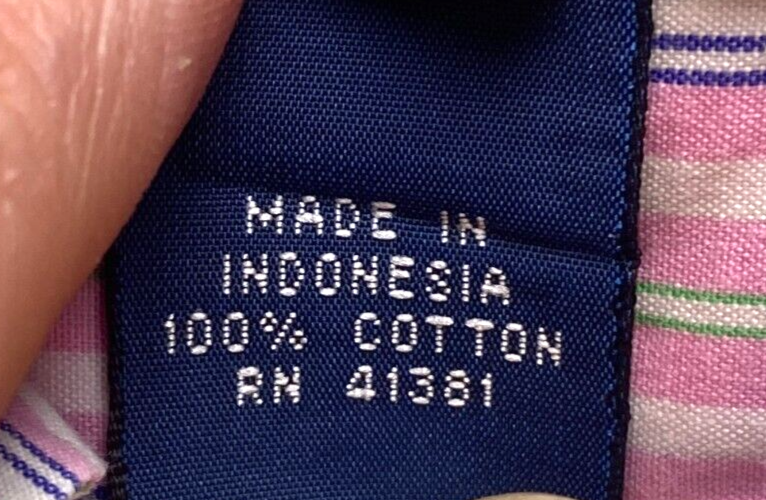 MADE IN
INDONESIA
100% COTTON
RN 41381